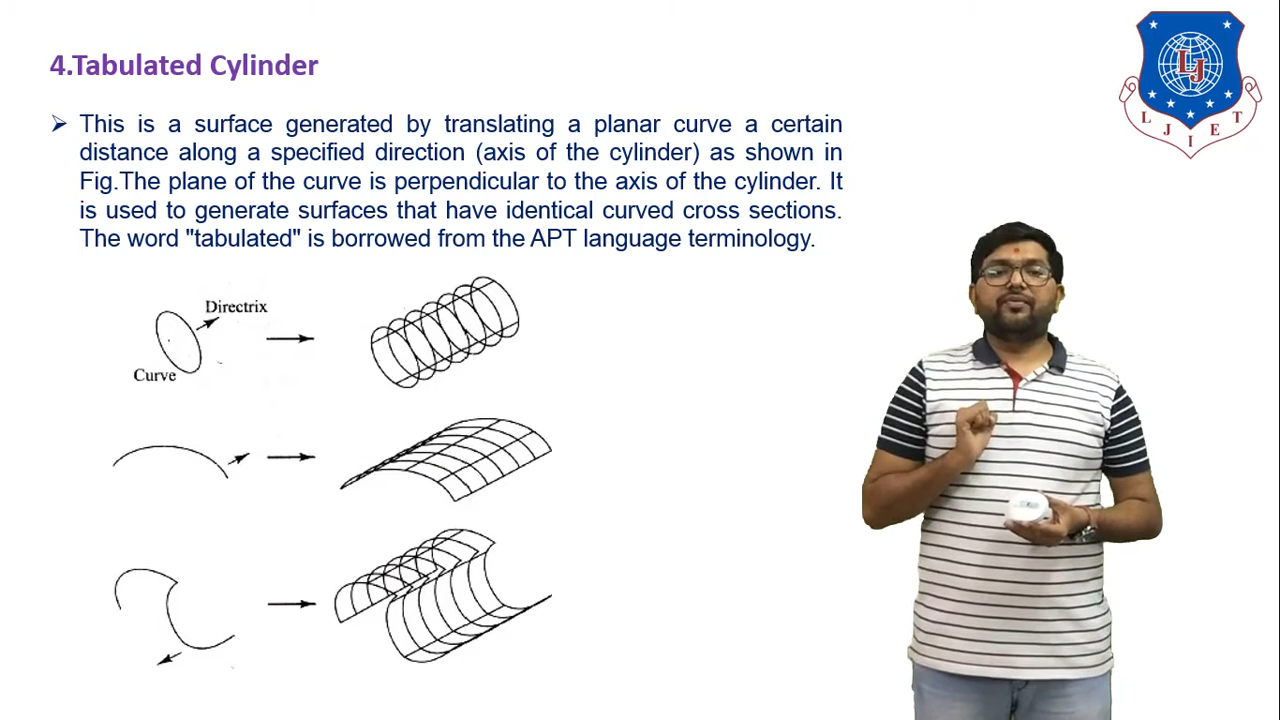 4.Tabulated Cylinder
➢ This is a surface generated by translating a planar curve a certain
distance along a specified direction (axis of the cylinder) as shown in
Fig.The plane of the curve is perpendicular to the axis of the cylinder. It
is used to generate surfaces that have identical curved cross sections.
The word "tabulated" is borrowed from the APT language terminology.
Directrix
Curve
LJ
L J I E T